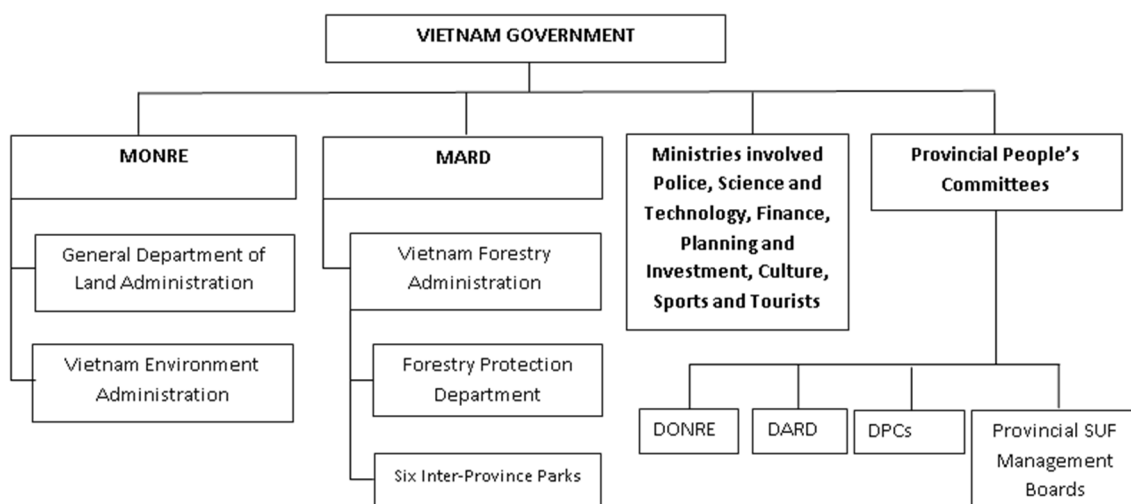 VIETNAM GOVERNMENT
MONRE
General Department of
Land Administration
Vietnam Environment
Administration
MARD
Vietnam Forestry
Administration
Forestry Protection
Department
Six Inter-Province Parks
Ministries involved
Police, Science and
Technology, Finance,
Planning and
Investment, Culture,
Sports and Tourists
Provincial People’s
Committees
DONRE
DARD
DPCs
Provincial SUF
Management
Boards